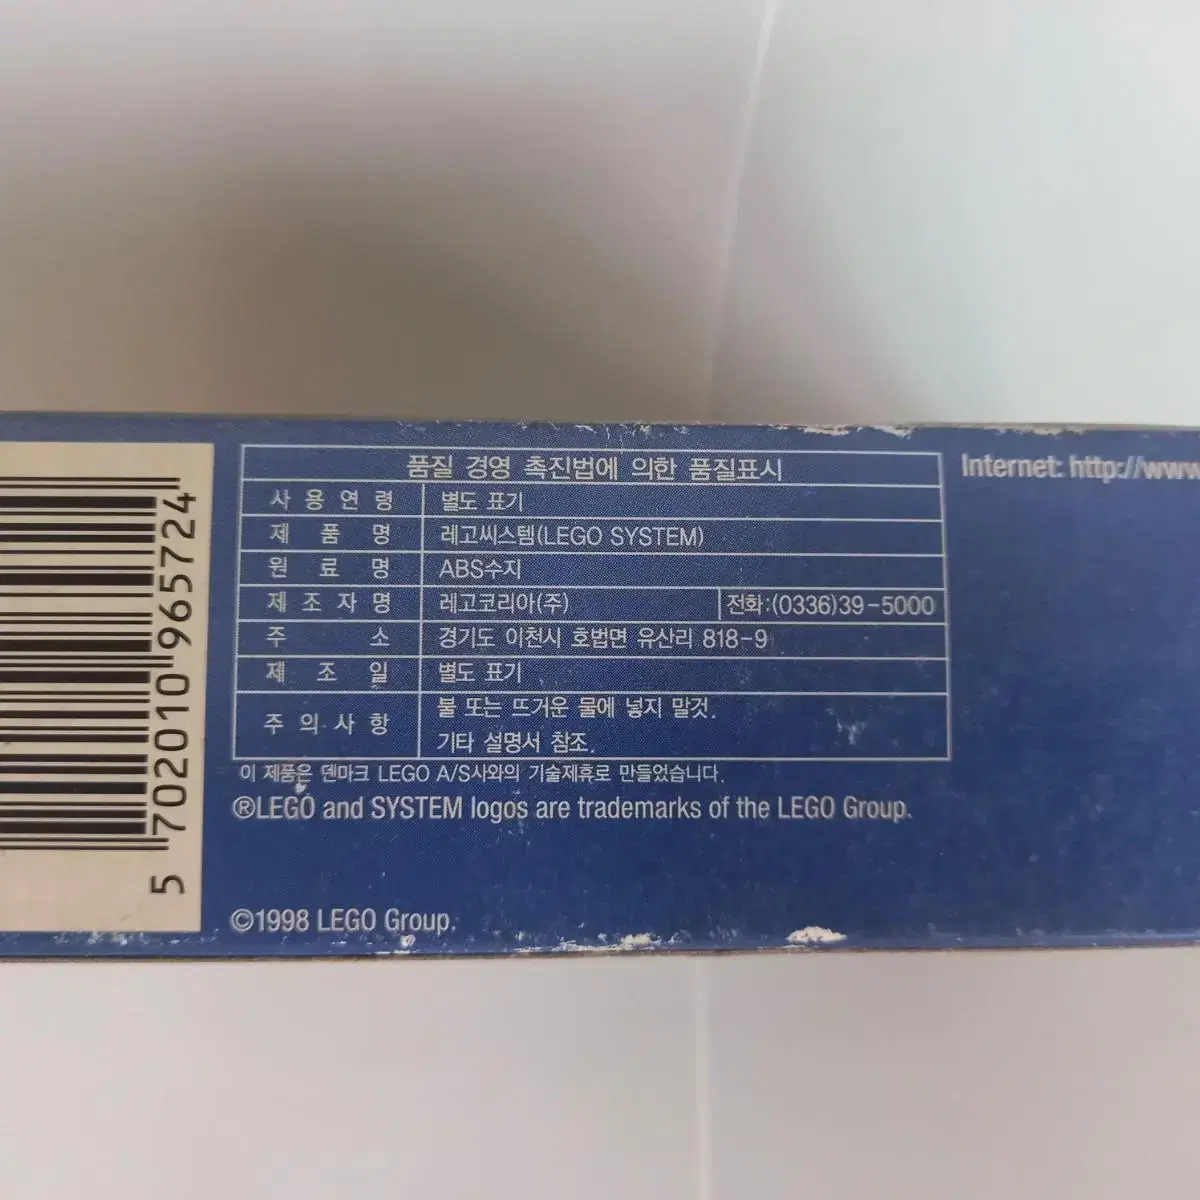 품질 경영 촉진법에 의한 품질표시
사 용 연 령 별도 표기
제 품 명 레고씨스템(LEGO SYSTEM)
원 료 명 ABS수지
제 조 자 명 레고코리아(주) 전화:(0336)39-5000
주 소 경기도 이천시 호법면 유산리 818-9
제 조 일 별도 표기
주 의 사 항 불 또는 뜨거운 물에 넣지 말것.
기타 설명서 참조.
이 제품은 덴마크 LEGO A/S사와의 기술제휴로 만들었습니다.
®LEGO and SYSTEM logos are trademarks of the LEGO Group.
©1998 LEGO Group.
Internet: http://www
5 702010 965724